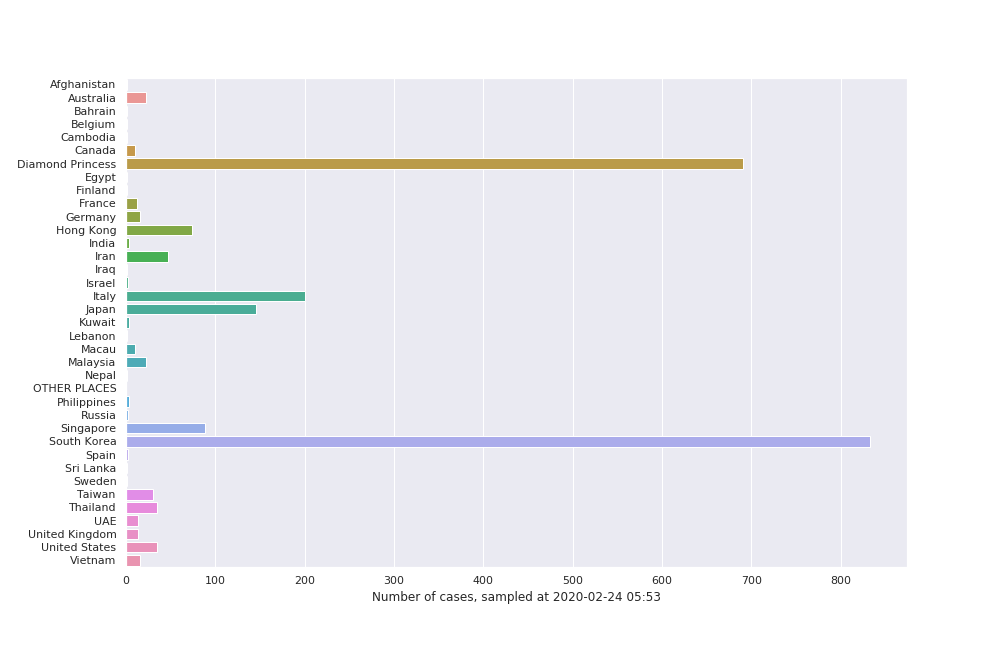 Afghanistan
Australia
Bahrain
Belgium
Cambodia
Canada
Diamond Princess
Egypt
Finland
France
Germany
Hong Kong
India
Iran
Iraq
Israel
Italy
Japan
Kuwait
Lebanon
Macau
Malaysia
Nepal
OTHER PLACES
Philippines
Russia
Singapore
South Korea
Spain
Sri Lanka
Sweden
Taiwan
Thailand
UAE
United Kingdom
United States
Vietnam
0 100 200 300 400 500 600 700 800
Number of cases, sampled at 2020-02-24 05:53